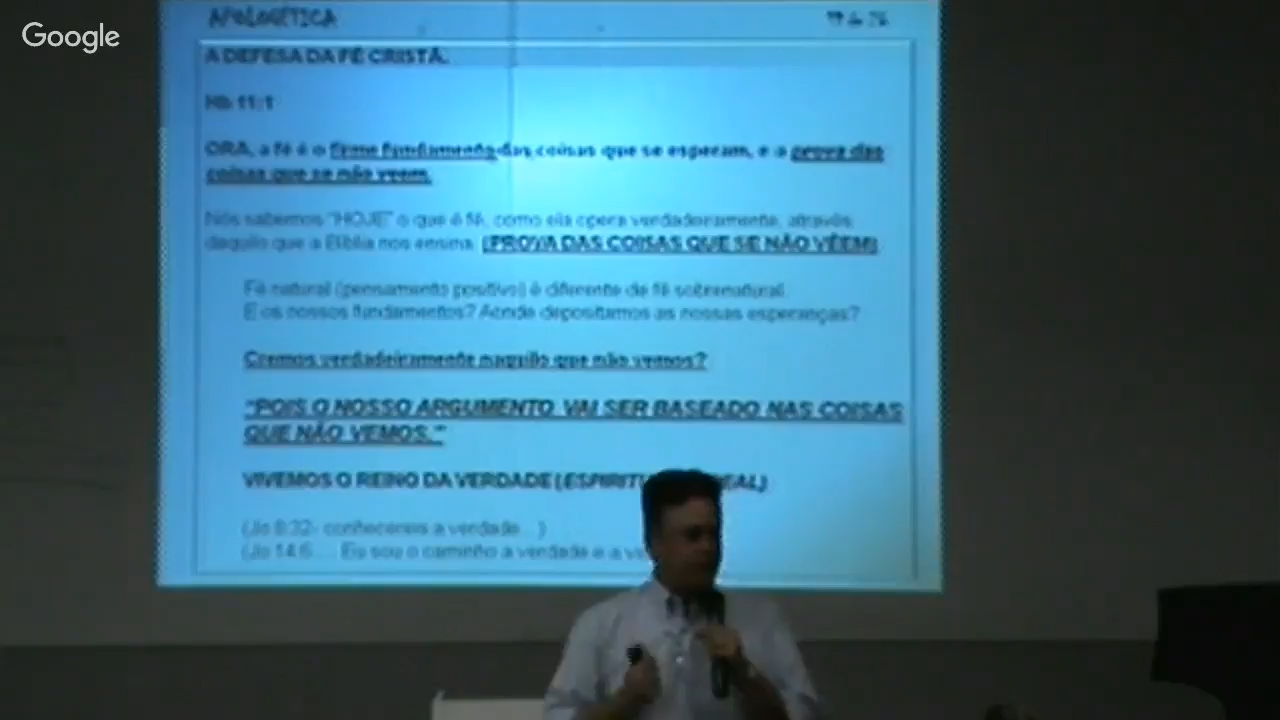 Google
APOLOGÉTICA
A DEFESA DA FÉ CRISTÃ.
Hb 11:1
ORA, a fé é o firme fundamento das coisas que se esperam, e a prova das
coisas que se não veem.
Nós sabemos "HOJE" o que é fé, como ela opera verdadeiramente, através
daquilo que a Bíblia nos ensina. (PROVA DAS COISAS QUE SE NÃO VÊEM)
Fé natural (pensamento positivo) é diferente de fé sobrenatural.
E os nossos fundamentos? Aonde depositamos as nossas esperanças?
Cremos verdadeiramente naquilo que não vemos?
"POIS O NOSSO ARGUMENTO VAI SER BASEADO NAS COISAS
QUE NÃO VEMOS."
VIVEMOS O REINO DA VERDADE (ESPIRITU EAL)
(Jo 8:32- conhecereis a verdade...)
(Jo 14:6 ... Eu sou o caminho a verdade e a